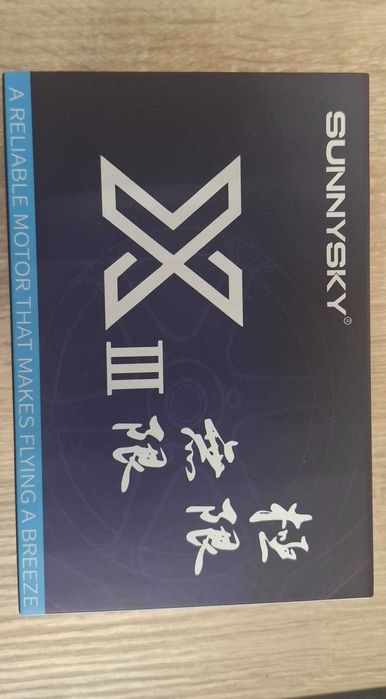 SUNNYSKY®
X III
極限
無限
A RELIABLE MOTOR THAT MAKES FLYING A BREEZE